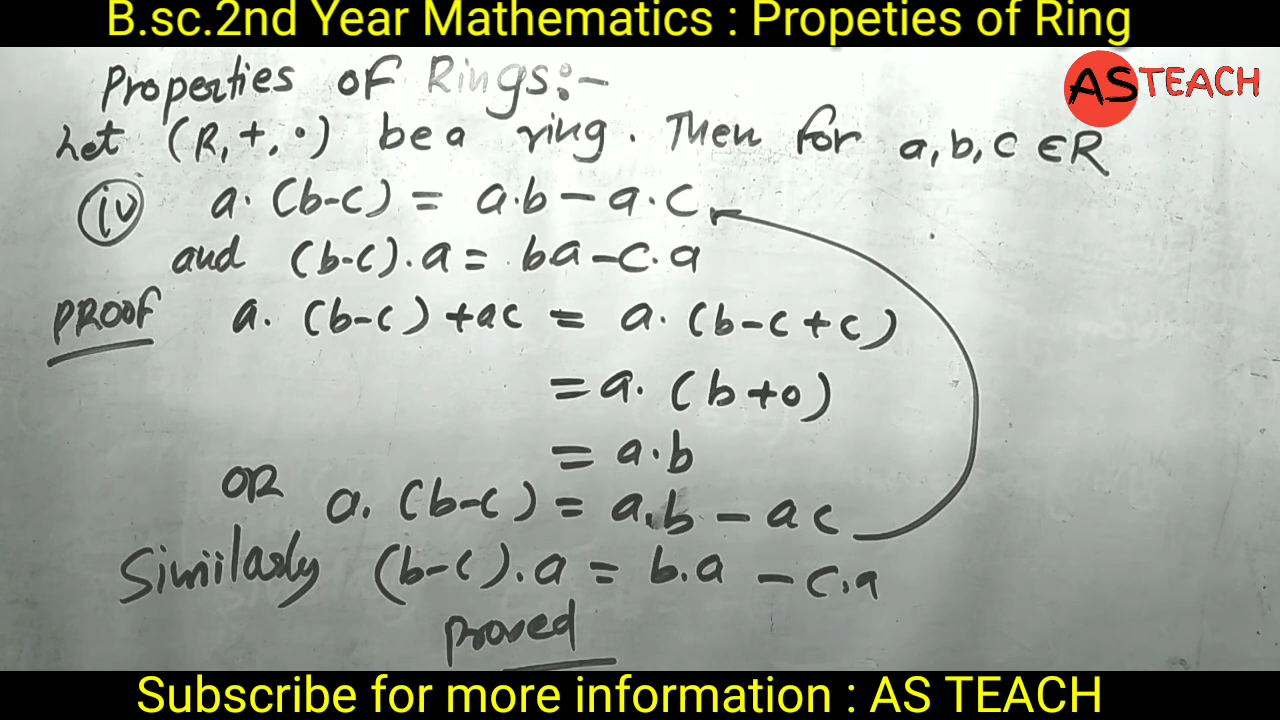 B.sc.2nd Year Mathematics : Propeties of Ring
Properties of Rings:-
ASTEACH
Let (R, +, •) be a ring. Then for a, b, c ∈ R
(iv) a. (b-c) = a.b - a.c
and (b-c).a = ba - c.a
PROOF a. (b-c) + ac = a. (b-c+c)
= a. (b+0)
= a.b
OR a. (b-c) = a.b - ac
Similarly (b-c).a = b.a - c.a
Proved
Subscribe for more information : AS TEACH